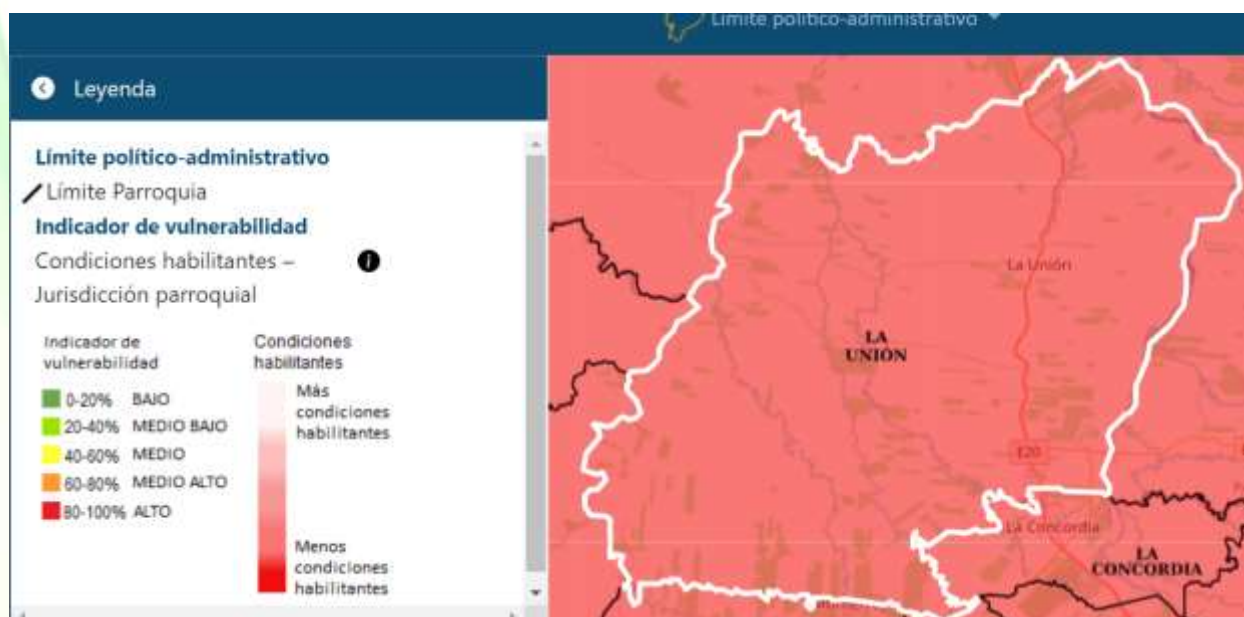 Límite político-administrativo
Leyenda
Límite político-administrativo
Límite Parroquia
Indicador de vulnerabilidad
Condiciones habilitantes –
Jurisdicción parroquial
Indicador de
vulnerabilidad
0-20% BAJO
20-40% MEDIO BAJO
40-60% MEDIO
60-80% MEDIO ALTO
80-100% ALTO
Condiciones
habilitantes
Más
condiciones
habilitantes
Menos
condiciones
habilitantes
La Unión
LA
UNIÓN
E20
La Concordia
LA
CONCORDIA